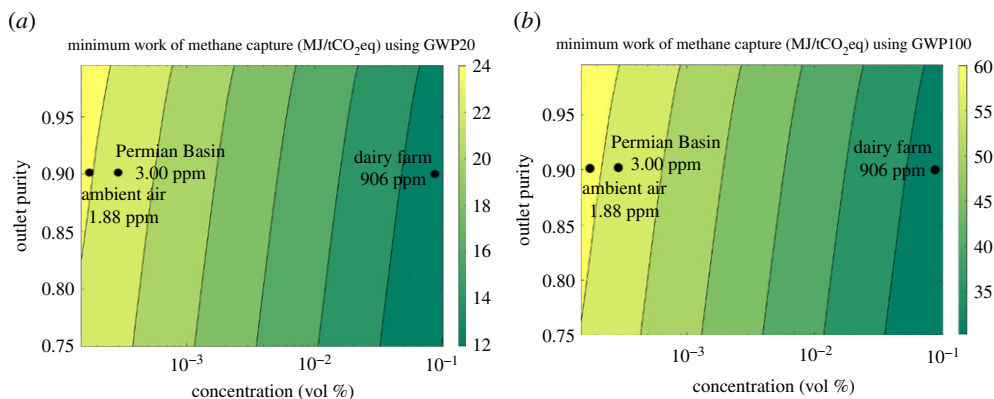 (a)
minimum work of methane capture (MJ/tCO₂eq) using GWP20
outlet purity
0.95
0.90
0.85
0.80
0.75
Permian Basin
3.00 ppm
ambient air
1.88 ppm
dairy farm
906 ppm
10⁻³
10⁻²
10⁻¹
concentration (vol %)
24
22
20
18
16
14
12
(b)
minimum work of methane capture (MJ/tCO₂eq) using GWP100
outlet purity
0.95
0.90
0.85
0.80
0.75
Permian Basin
3.00 ppm
ambient air
1.88 ppm
dairy farm
906 ppm
10⁻³
10⁻²
10⁻¹
concentration (vol %)
60
55
50
45
40
35